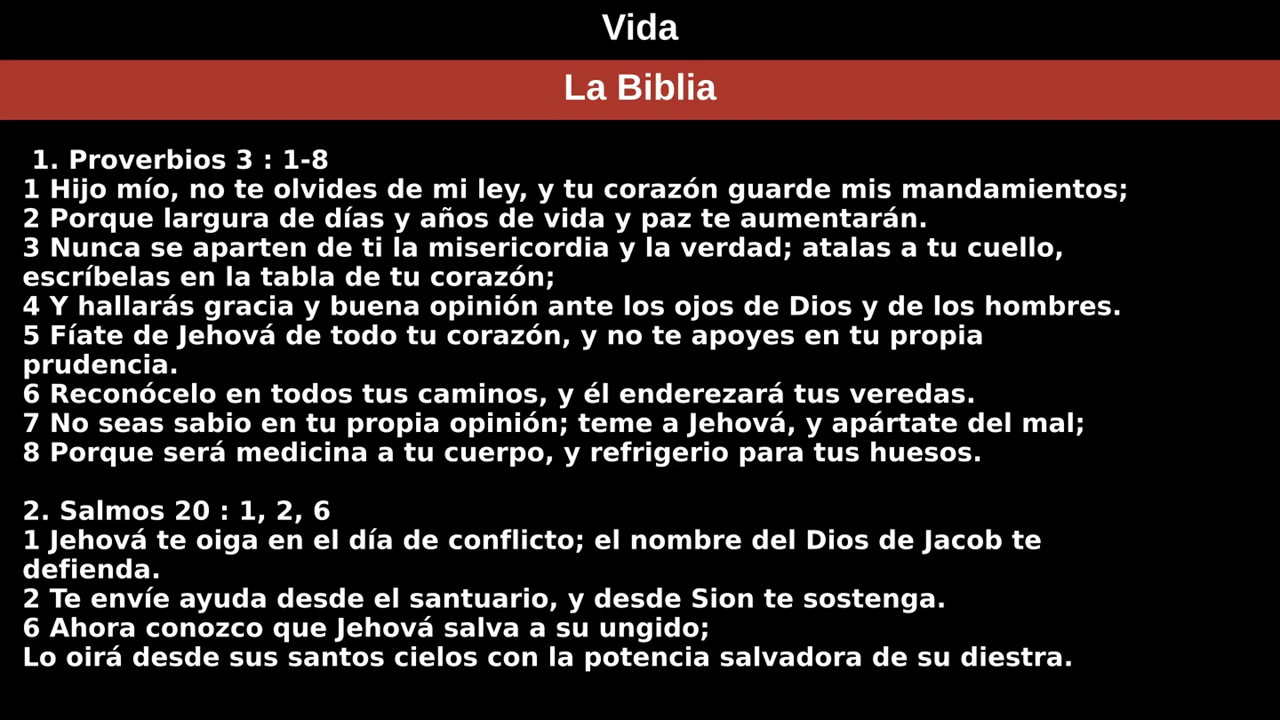 Vida
La Biblia
1. Proverbios 3 : 1-8
1 Hijo mío, no te olvides de mi ley, y tu corazón guarde mis mandamientos;
2 Porque largura de días y años de vida y paz te aumentarán.
3 Nunca se aparten de ti la misericordia y la verdad; atalas a tu cuello,
escríbelas en la tabla de tu corazón;
4 Y hallarás gracia y buena opinión ante los ojos de Dios y de los hombres.
5 Fíate de Jehová de todo tu corazón, y no te apoyes en tu propia
prudencia.
6 Reconócelo en todos tus caminos, y él enderezará tus veredas.
7 No seas sabio en tu propia opinión; teme a Jehová, y apártate del mal;
8 Porque será medicina a tu cuerpo, y refrigerio para tus huesos.
2. Salmos 20 : 1, 2, 6
1 Jehová te oiga en el día de conflicto; el nombre del Dios de Jacob te
defienda.
2 Te envíe ayuda desde el santuario, y desde Sion te sostenga.
6 Ahora conozco que Jehová salva a su ungido;
Lo oirá desde sus santos cielos con la potencia salvadora de su diestra.